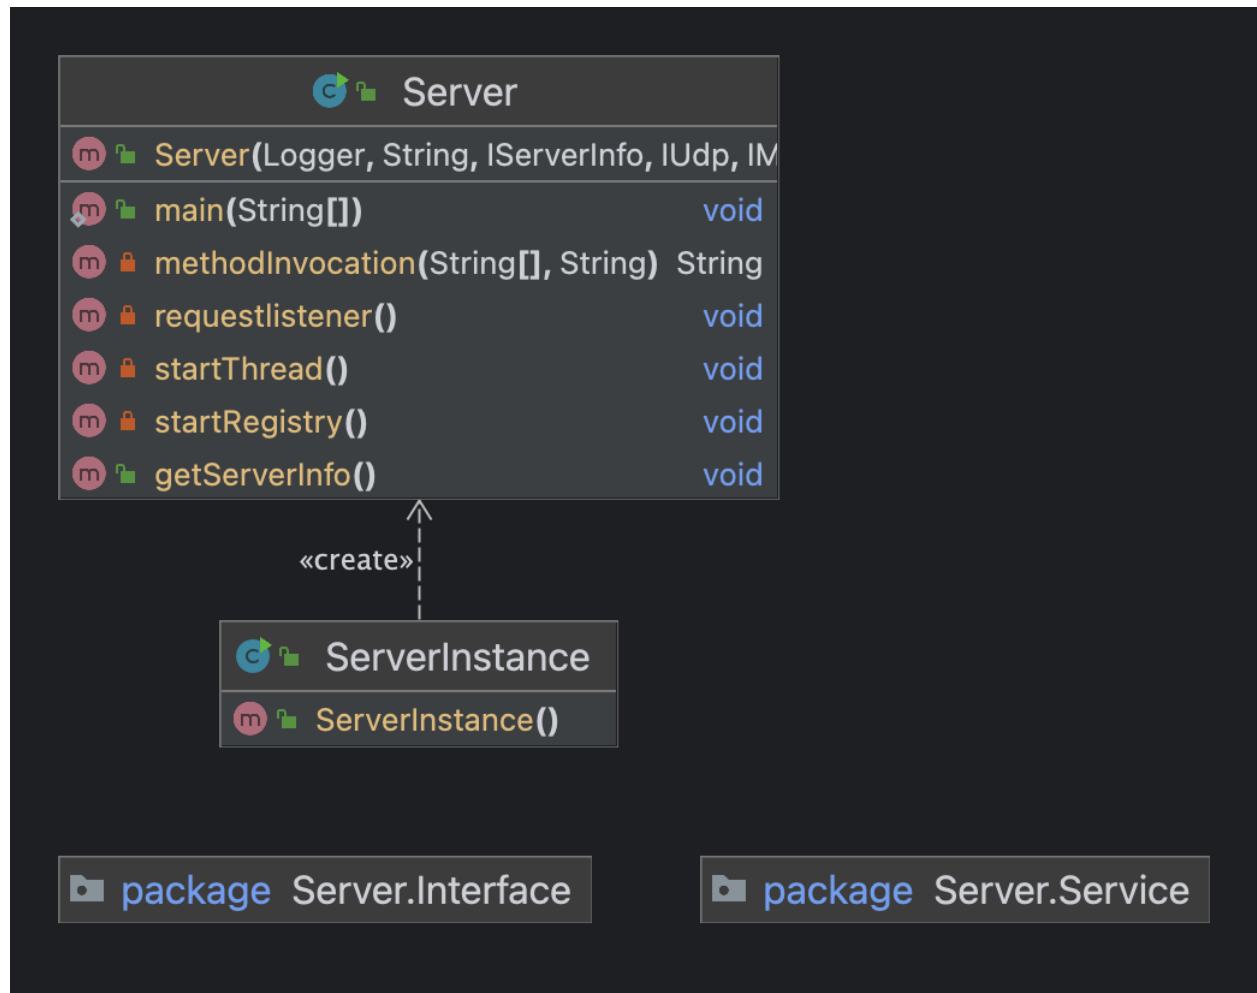 Server
Server(Logger, String, IServerInfo, IUdp, IM
main(String[]) void
methodInvocation(String[], String) String
requestlistener() void
startThread() void
startRegistry() void
getServerInfo() void
«create»
ServerInstance
ServerInstance()
package Server.Interface
package Server.Service